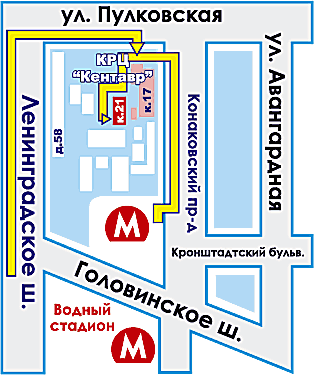 ул. Пулковская
КРЦ
"Кентавр"
ул. Авангардная
Ленинградское ш.
д.58
к.21
к.17
Конаковский пр-д
М
Кронштадтский бульв.
Головинское ш.
Водный
стадион
М